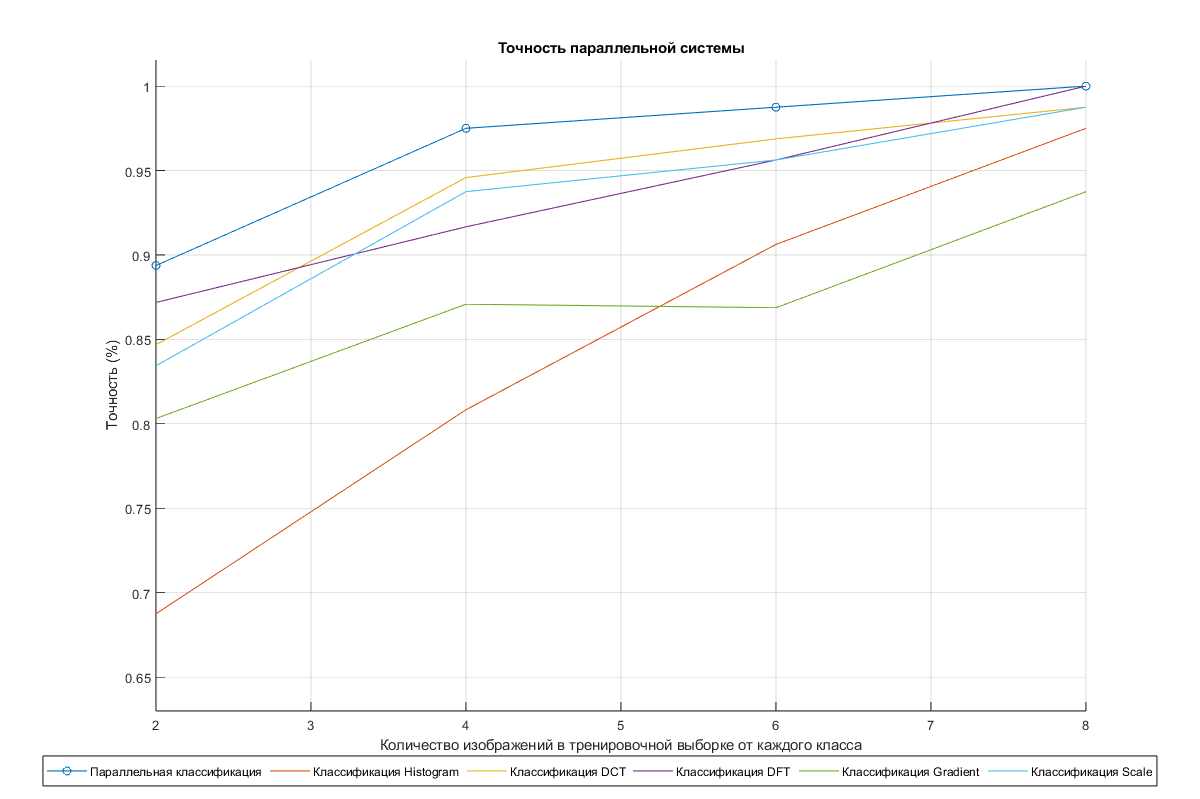 Точность параллельной системы
1
0.95
0.9
0.85
0.8
0.75
0.7
0.65
Точность (%)
2 3 4 5 6 7 8
Количество изображений в тренировочной выборке от каждого класса
Параллельная классификация Классификация Histogram Классификация DCT Классификация DFT Классификация Gradient Классификация Scale